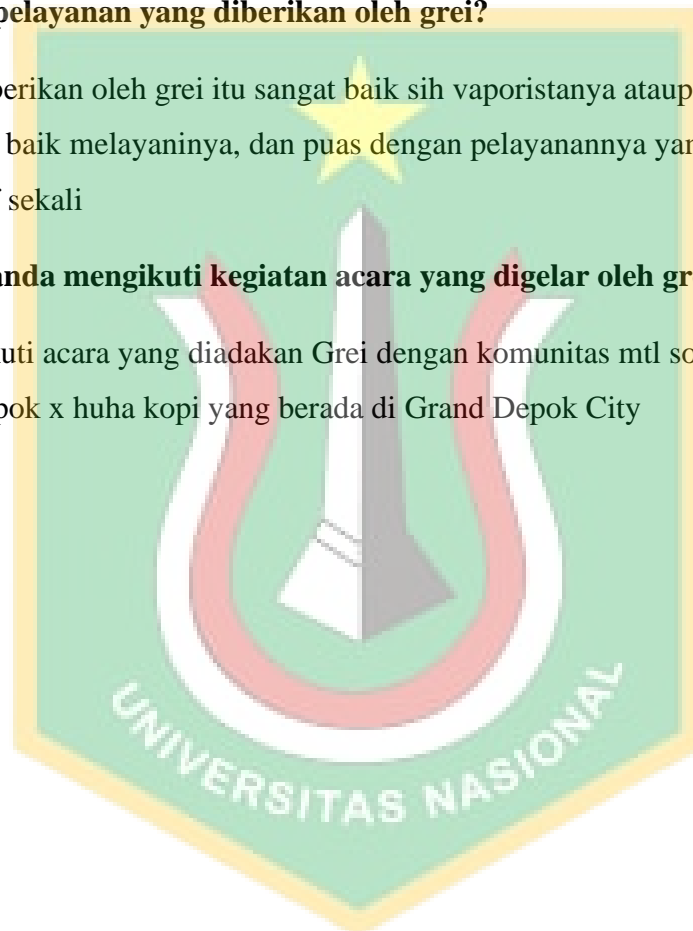 pelayanan yang diberikan oleh grei?
berikan oleh grei itu sangat baik sih vaporistanya ataup
baik melayaninya, dan puas dengan pelayanannya yan
sekali
anda mengikuti kegiatan acara yang digelar oleh gr
uti acara yang diadakan Grei dengan komunitas mtl so
pok x huha kopi yang berada di Grand Depok City
UNIVERSITAS NASIONAL